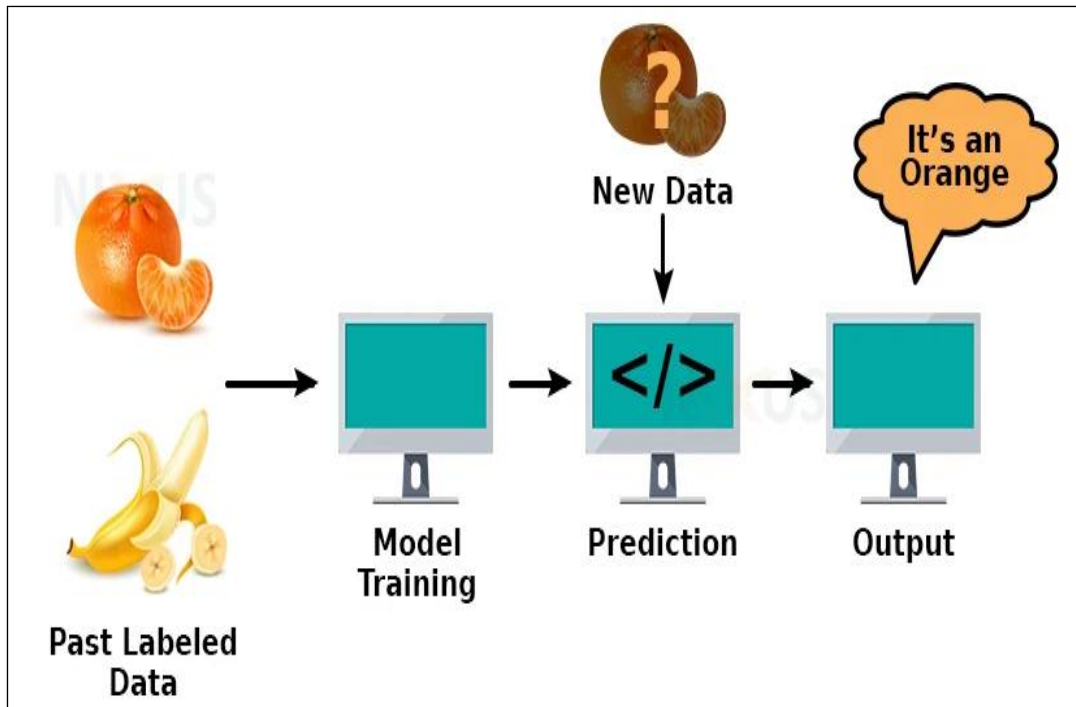 ?
New Data
It's an
Orange
</>
Model
Training
Prediction
Output
Past Labeled
Data